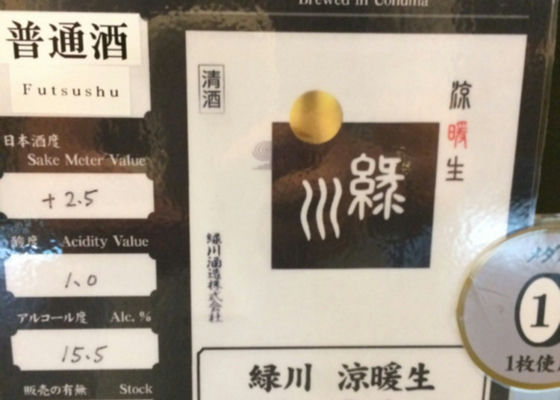 普通酒
Futsushu
日本酒度
Sake Meter Value
+2.5
酸度 Acidity Value
1.0
アルコール度 Alc. %
15.5
販売の有無 Stock
Brewed in Uonuma
清酒
涼暖生
緑川
緑川酒造株式会社
緑川 涼暖生
1
1枚使